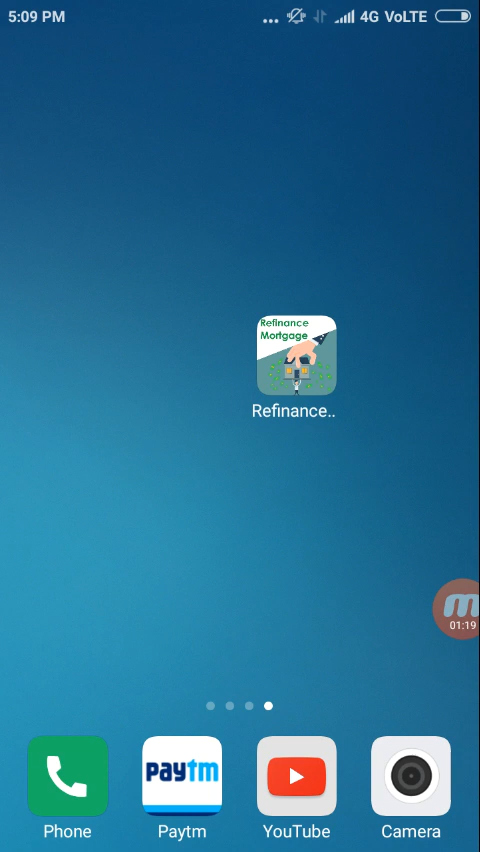 5:09 PM
... 4G VoLTE
Refinance
Mortgage
Refinance..
m
01:19
paytm
Phone
Paytm
YouTube
Camera